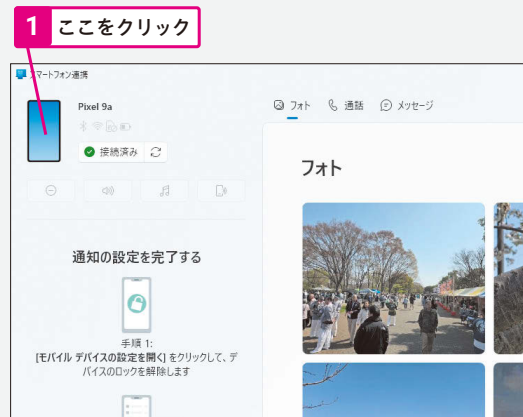 1 ここをクリック
スマートフォン連携
Pixel 9a
フォト 通話 メッセージ
接続済み
フォト
通知の設定を完了する
手順 1:
[モバイル デバイスの設定を開く] をクリックして、デ
バイスのロックを解除します